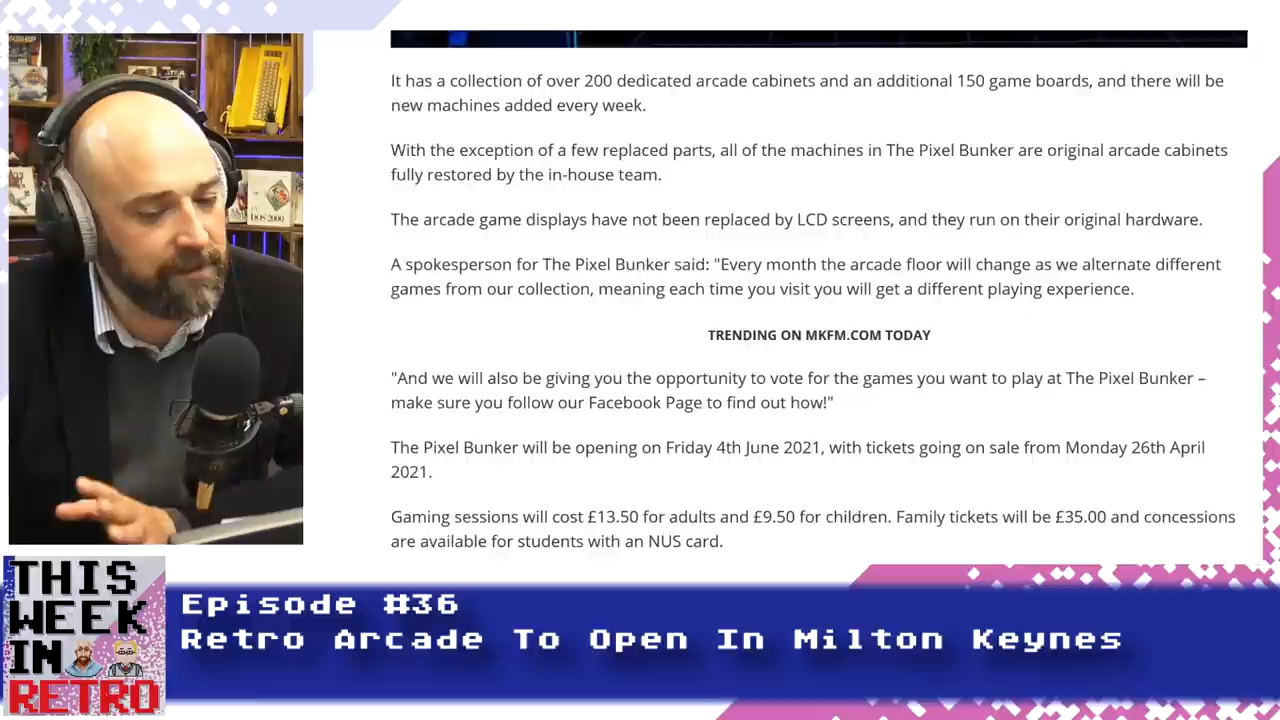 It has a collection of over 200 dedicated arcade cabinets and an additional 150 game boards, and there will be
new machines added every week.
With the exception of a few replaced parts, all of the machines in The Pixel Bunker are original arcade cabinets
fully restored by the in-house team.
The arcade game displays have not been replaced by LCD screens, and they run on their original hardware.
A spokesperson for The Pixel Bunker said: "Every month the arcade floor will change as we alternate different
games from our collection, meaning each time you visit you will get a different playing experience.
TRENDING ON MKFM.COM TODAY
"And we will also be giving you the opportunity to vote for the games you want to play at The Pixel Bunker –
make sure you follow our Facebook Page to find out how!"
The Pixel Bunker will be opening on Friday 4th June 2021, with tickets going on sale from Monday 26th April
2021.
Gaming sessions will cost £13.50 for adults and £9.50 for children. Family tickets will be £35.00 and concessions
are available for students with an NUS card.
THIS
WEEK
IN
RETRO
Episode #36
Retro Arcade To Open In Milton Keynes
DOS 2000